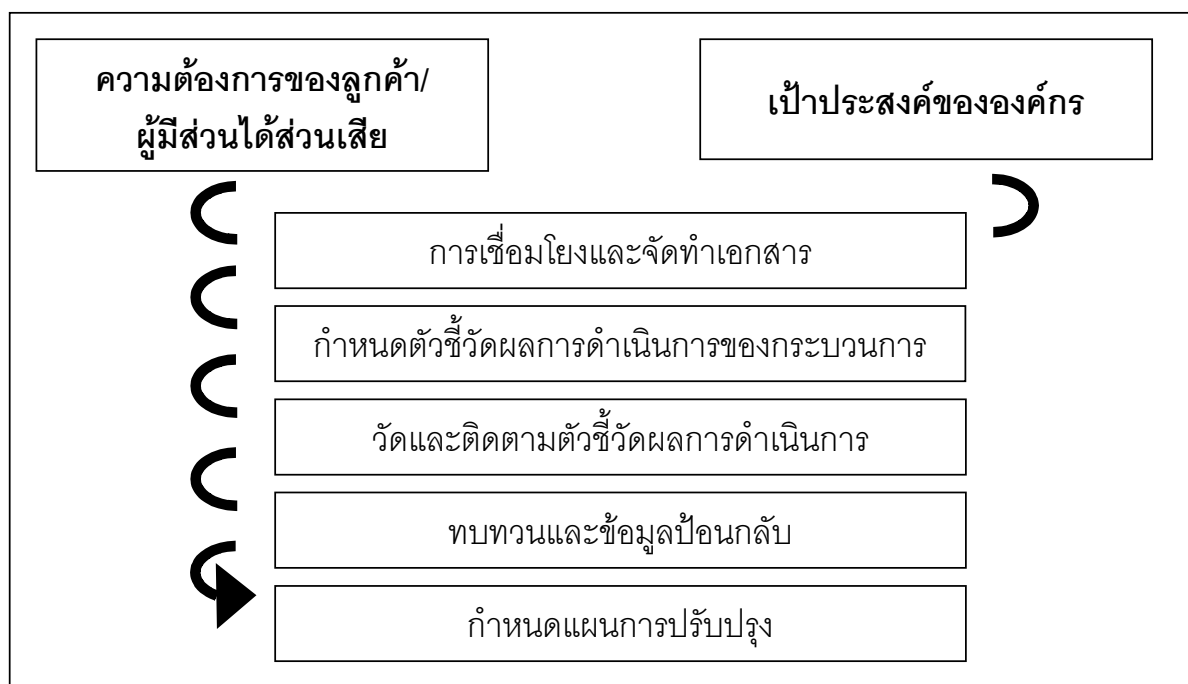 ความต้องการของลูกค้า/
ผู้มีส่วนได้ส่วนเสีย
เป้าประสงค์ขององค์กร
การเชื่อมโยงและจัดทำเอกสาร
กำหนดตัวชี้วัดผลการดำเนินการของกระบวนการ
วัดและติดตามตัวชี้วัดผลการดำเนินการ
ทบทวนและข้อมูลป้อนกลับ
กำหนดแผนการปรับปรุง